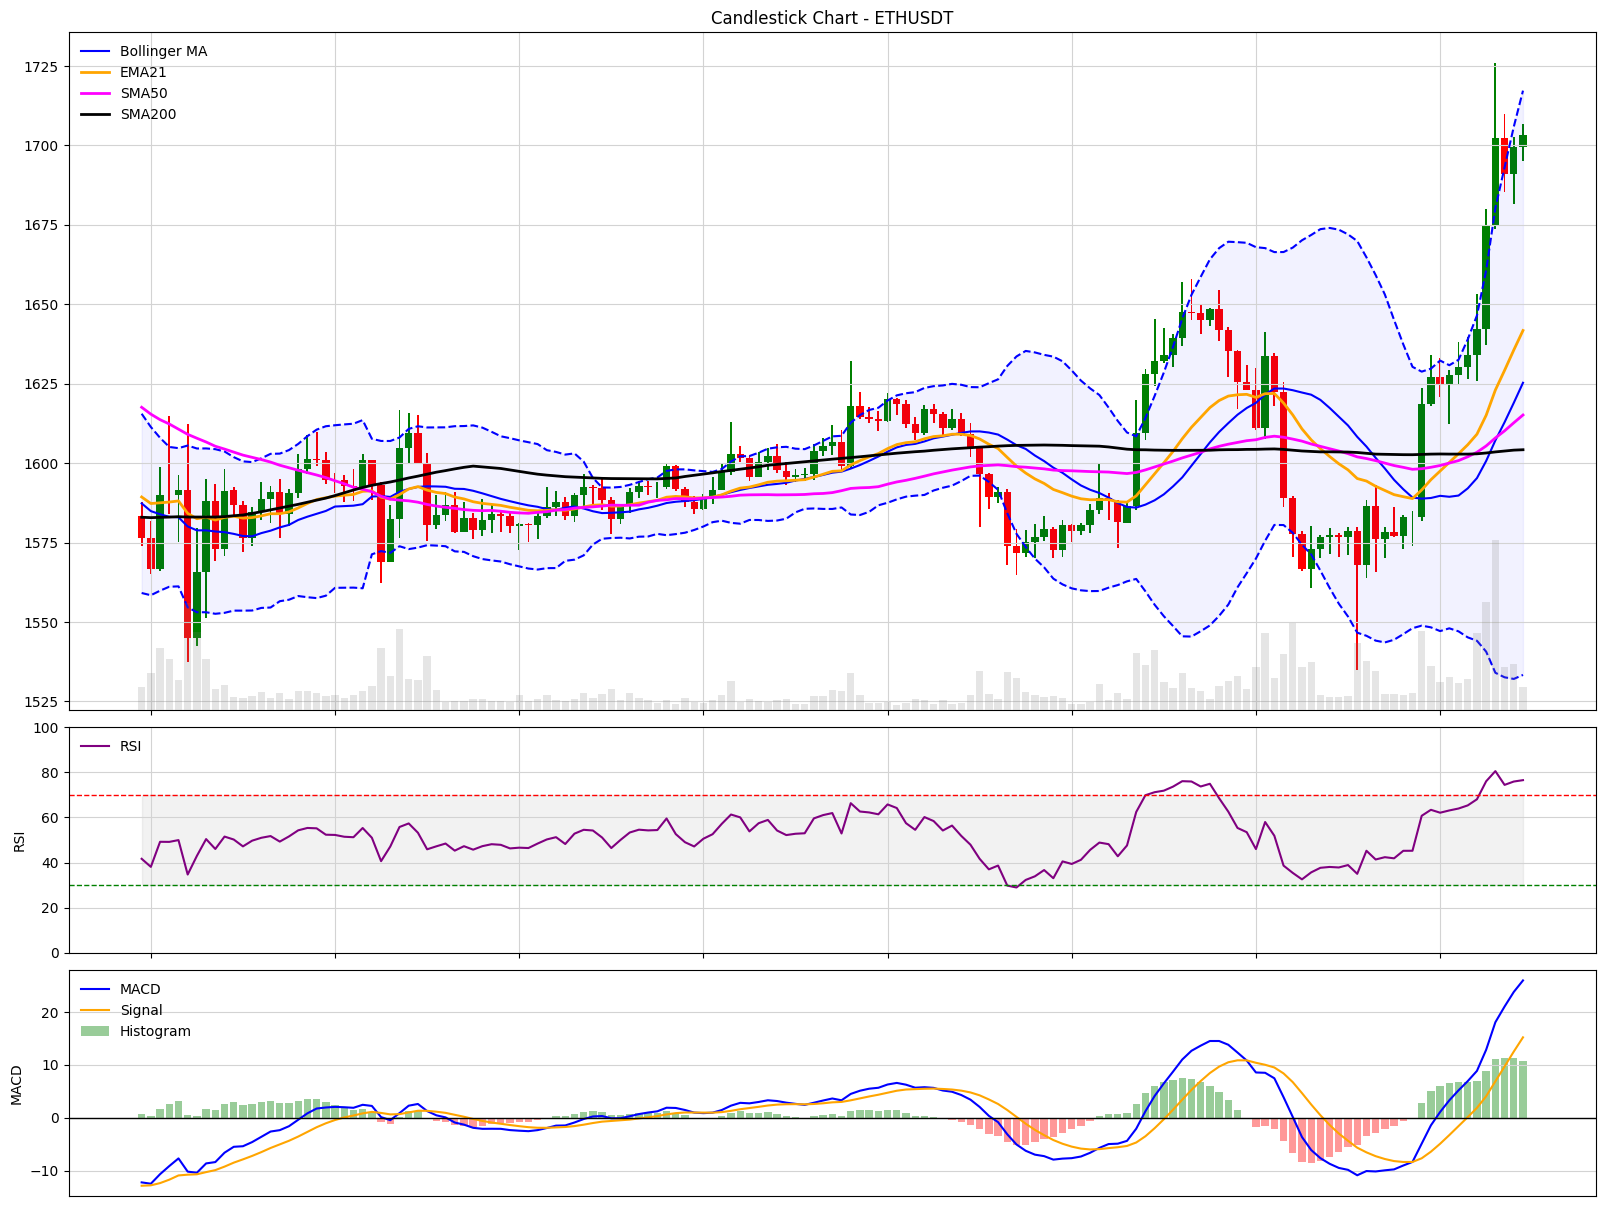 Candlestick Chart - ETHUSDT
Bollinger MA
EMA21
SMA50
SMA200
1725
1700
1675
1650
1625
1600
1575
1550
1525
RSI
100
80
60
40
20
0
RSI
MACD
Signal
Histogram
20
10
0
−10
MACD